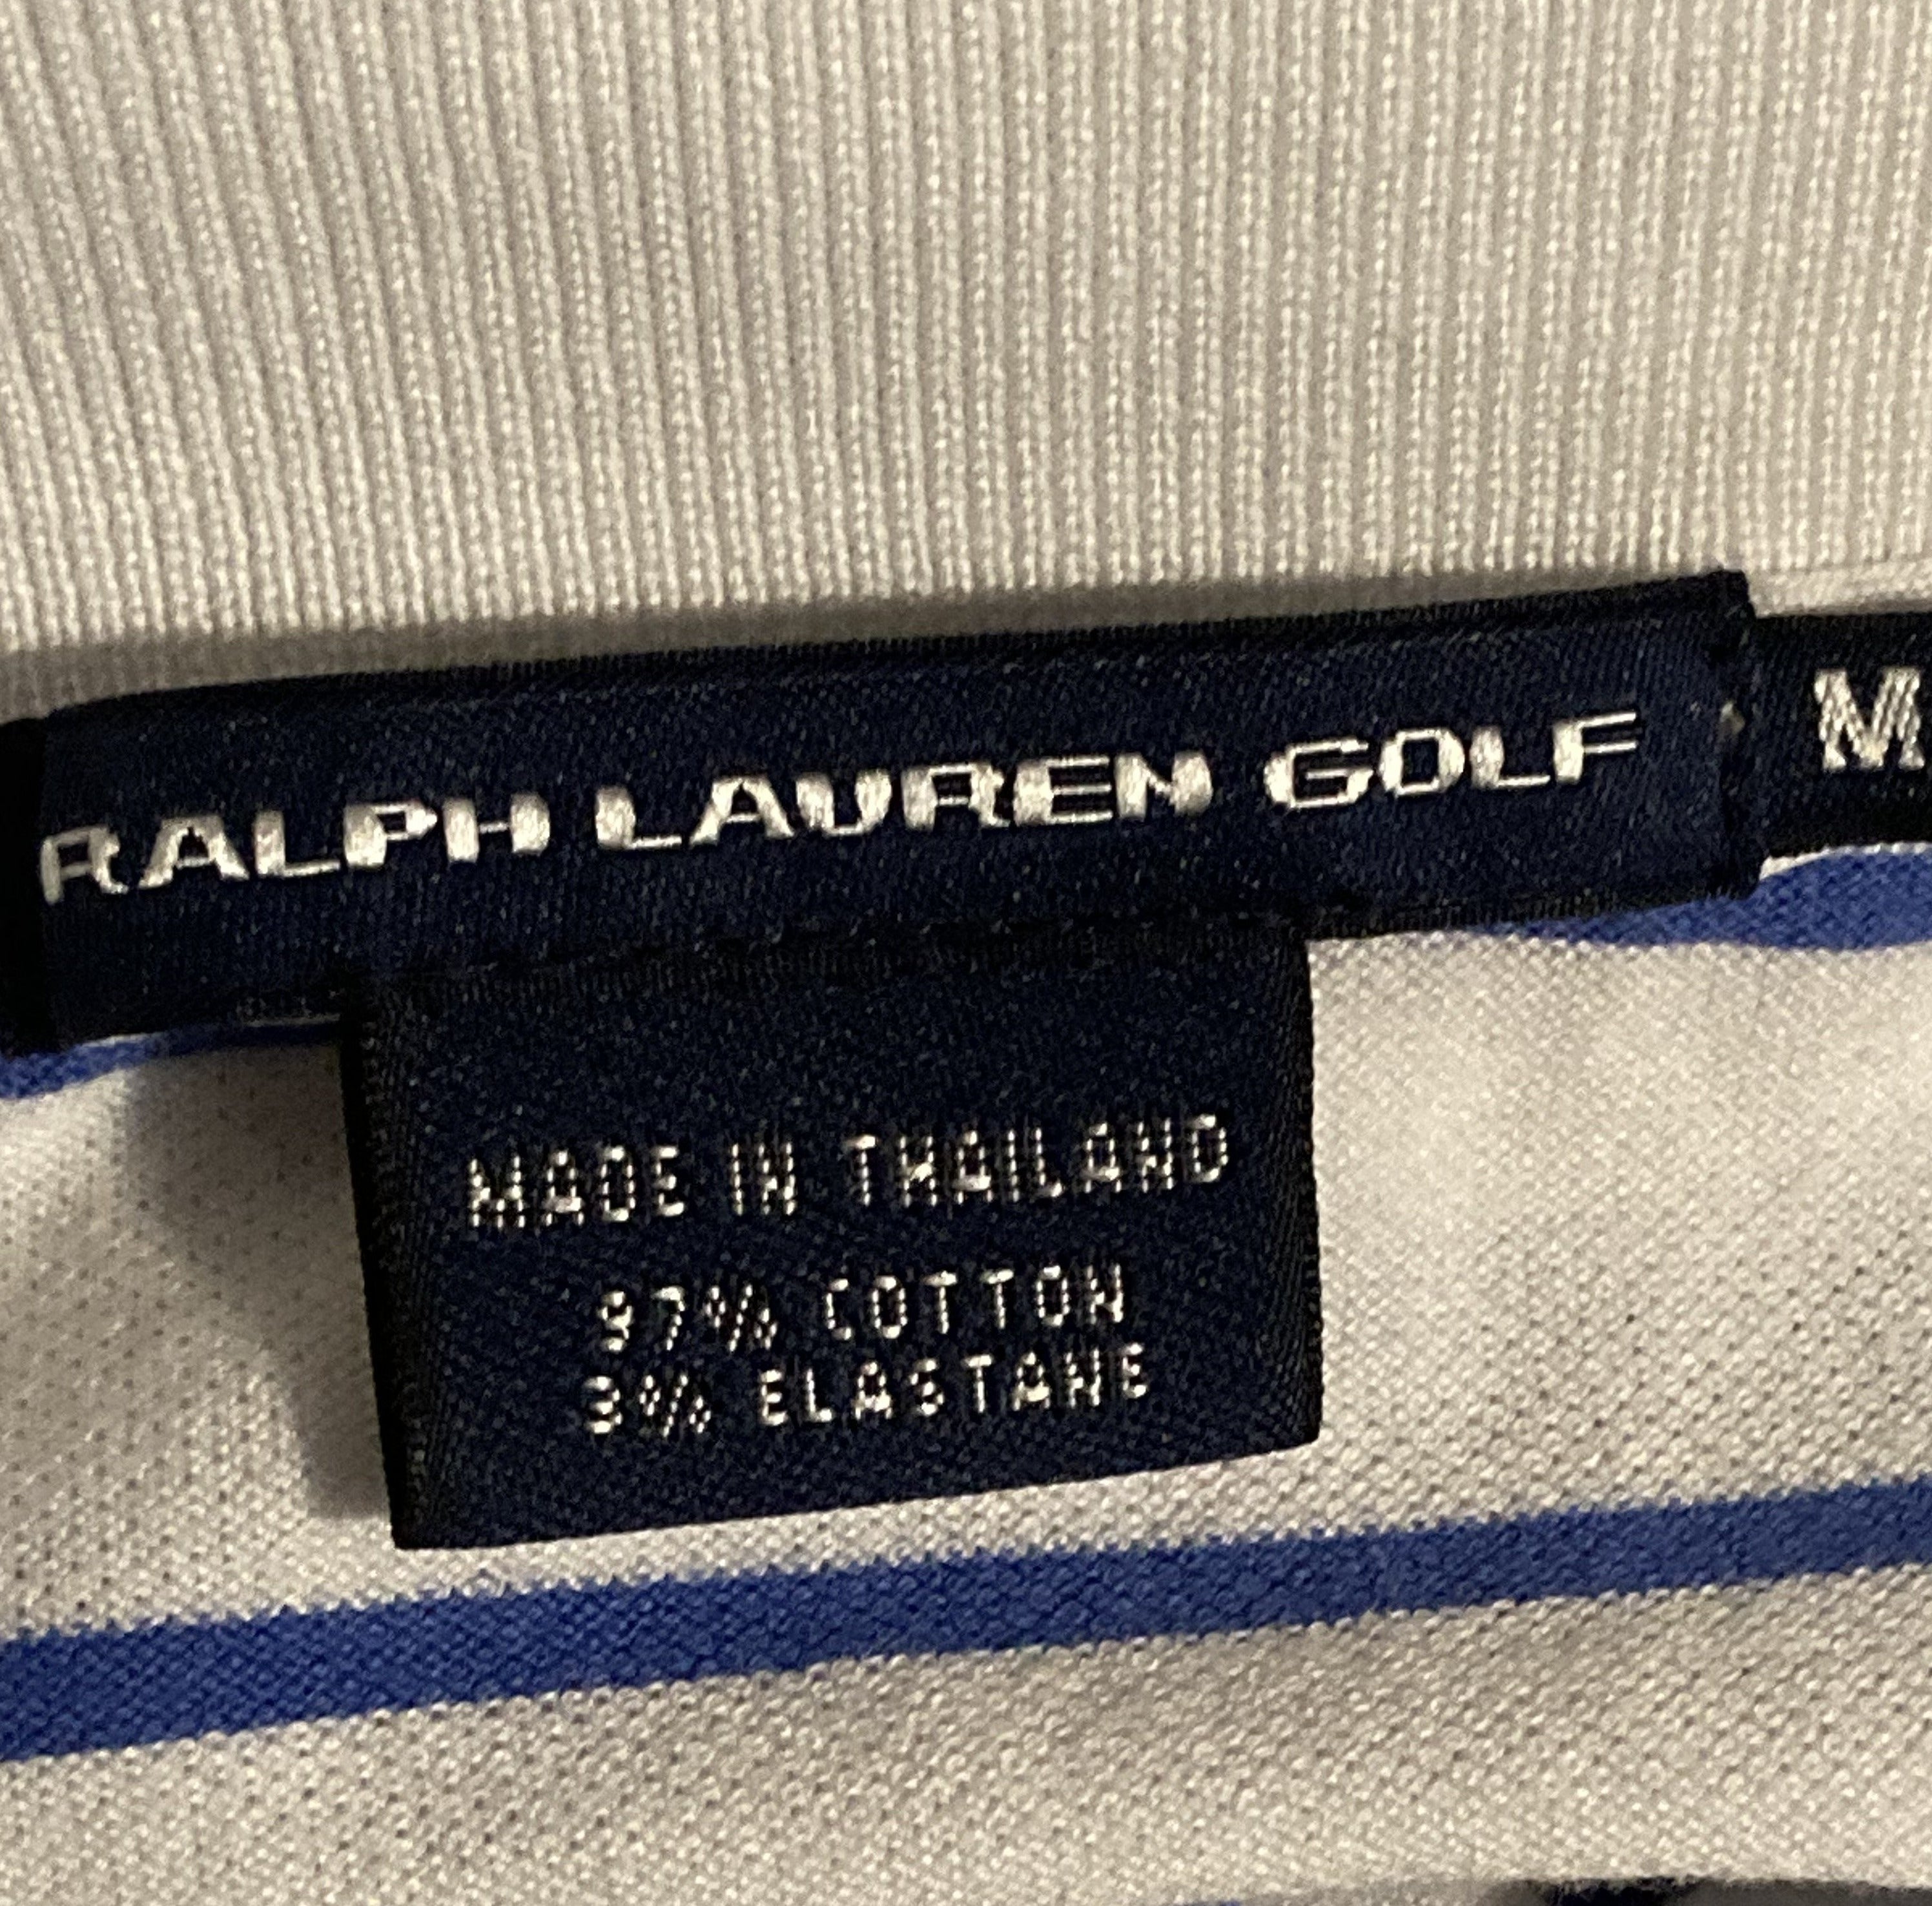 RALPH LAUREN GOLF
M
MADE IN THAILAND
97% COTTON
3% ELASTANE